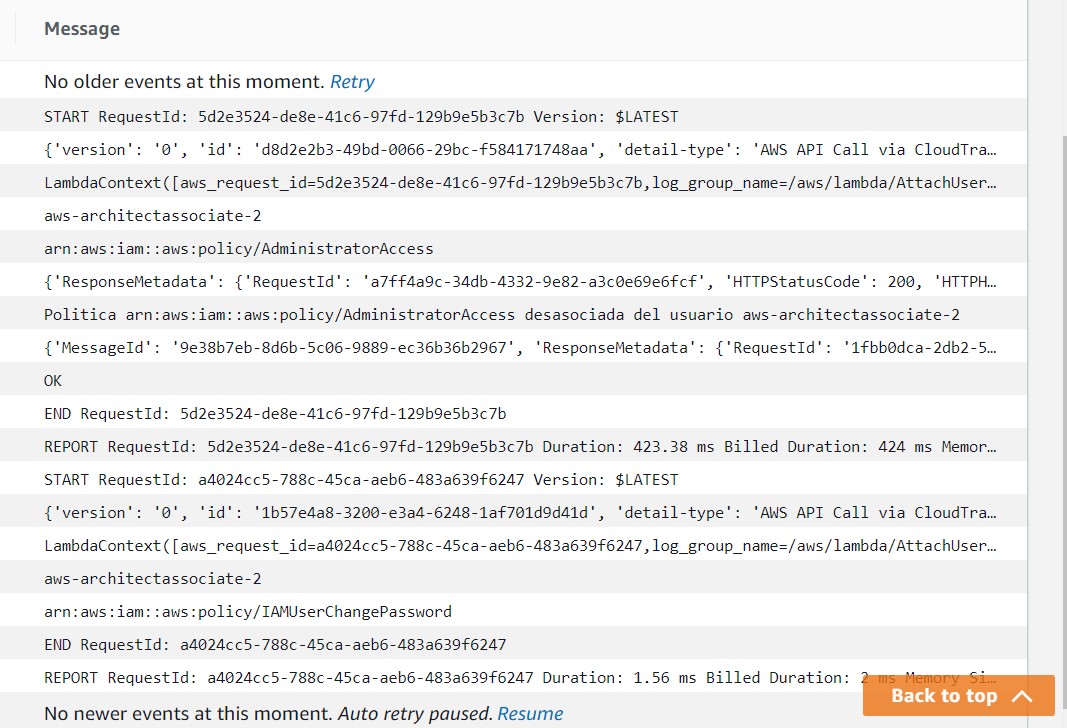 Message
No older events at this moment. Retry
START RequestId: 5d2e3524-de8e-41c6-97fd-129b9e5b3c7b Version: $LATEST
{'version': '0', 'id': 'd8d2e2b3-49bd-0066-29bc-f584171748aa', 'detail-type': 'AWS API Call via CloudTra…
LambdaContext([aws_request_id=5d2e3524-de8e-41c6-97fd-129b9e5b3c7b,log_group_name=/aws/lambda/AttachUser…
aws-architectassociate-2
arn:aws:iam::aws:policy/AdministratorAccess
{'ResponseMetadata': {'RequestId': 'a7ff4a9c-34db-4332-9e82-a3c0e69e6fcf', 'HTTPStatusCode': 200, 'HTTPH…
Politica arn:aws:iam::aws:policy/AdministratorAccess desasociada del usuario aws-architectassociate-2
{'MessageId': '9e38b7eb-8d6b-5c06-9889-ec36b36b2967', 'ResponseMetadata': {'RequestId': '1fbb0dca-2db2-5…
OK
END RequestId: 5d2e3524-de8e-41c6-97fd-129b9e5b3c7b
REPORT RequestId: 5d2e3524-de8e-41c6-97fd-129b9e5b3c7b Duration: 423.38 ms Billed Duration: 424 ms Memor…
START RequestId: a4024cc5-788c-45ca-aeb6-483a639f6247 Version: $LATEST
{'version': '0', 'id': '1b57e4a8-3200-e3a4-6248-1af701d9d41d', 'detail-type': 'AWS API Call via CloudTra…
LambdaContext([aws_request_id=a4024cc5-788c-45ca-aeb6-483a639f6247,log_group_name=/aws/lambda/AttachUser…
aws-architectassociate-2
arn:aws:iam::aws:policy/IAMUserChangePassword
END RequestId: a4024cc5-788c-45ca-aeb6-483a639f6247
REPORT RequestId: a4024cc5-788c-45ca-aeb6-483a639f6247 Duration: 1.56 ms Billed Duration: 2 ms Memory Si…
Back to top
No newer events at this moment. Auto retry paused. Resume